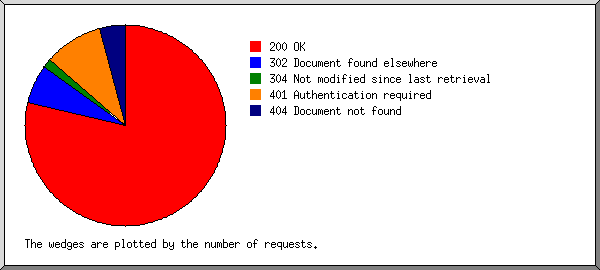 200 OK
302 Document found elsewhere
304 Not modified since last retrieval
401 Authentication required
404 Document not found
The wedges are plotted by the number of requests.